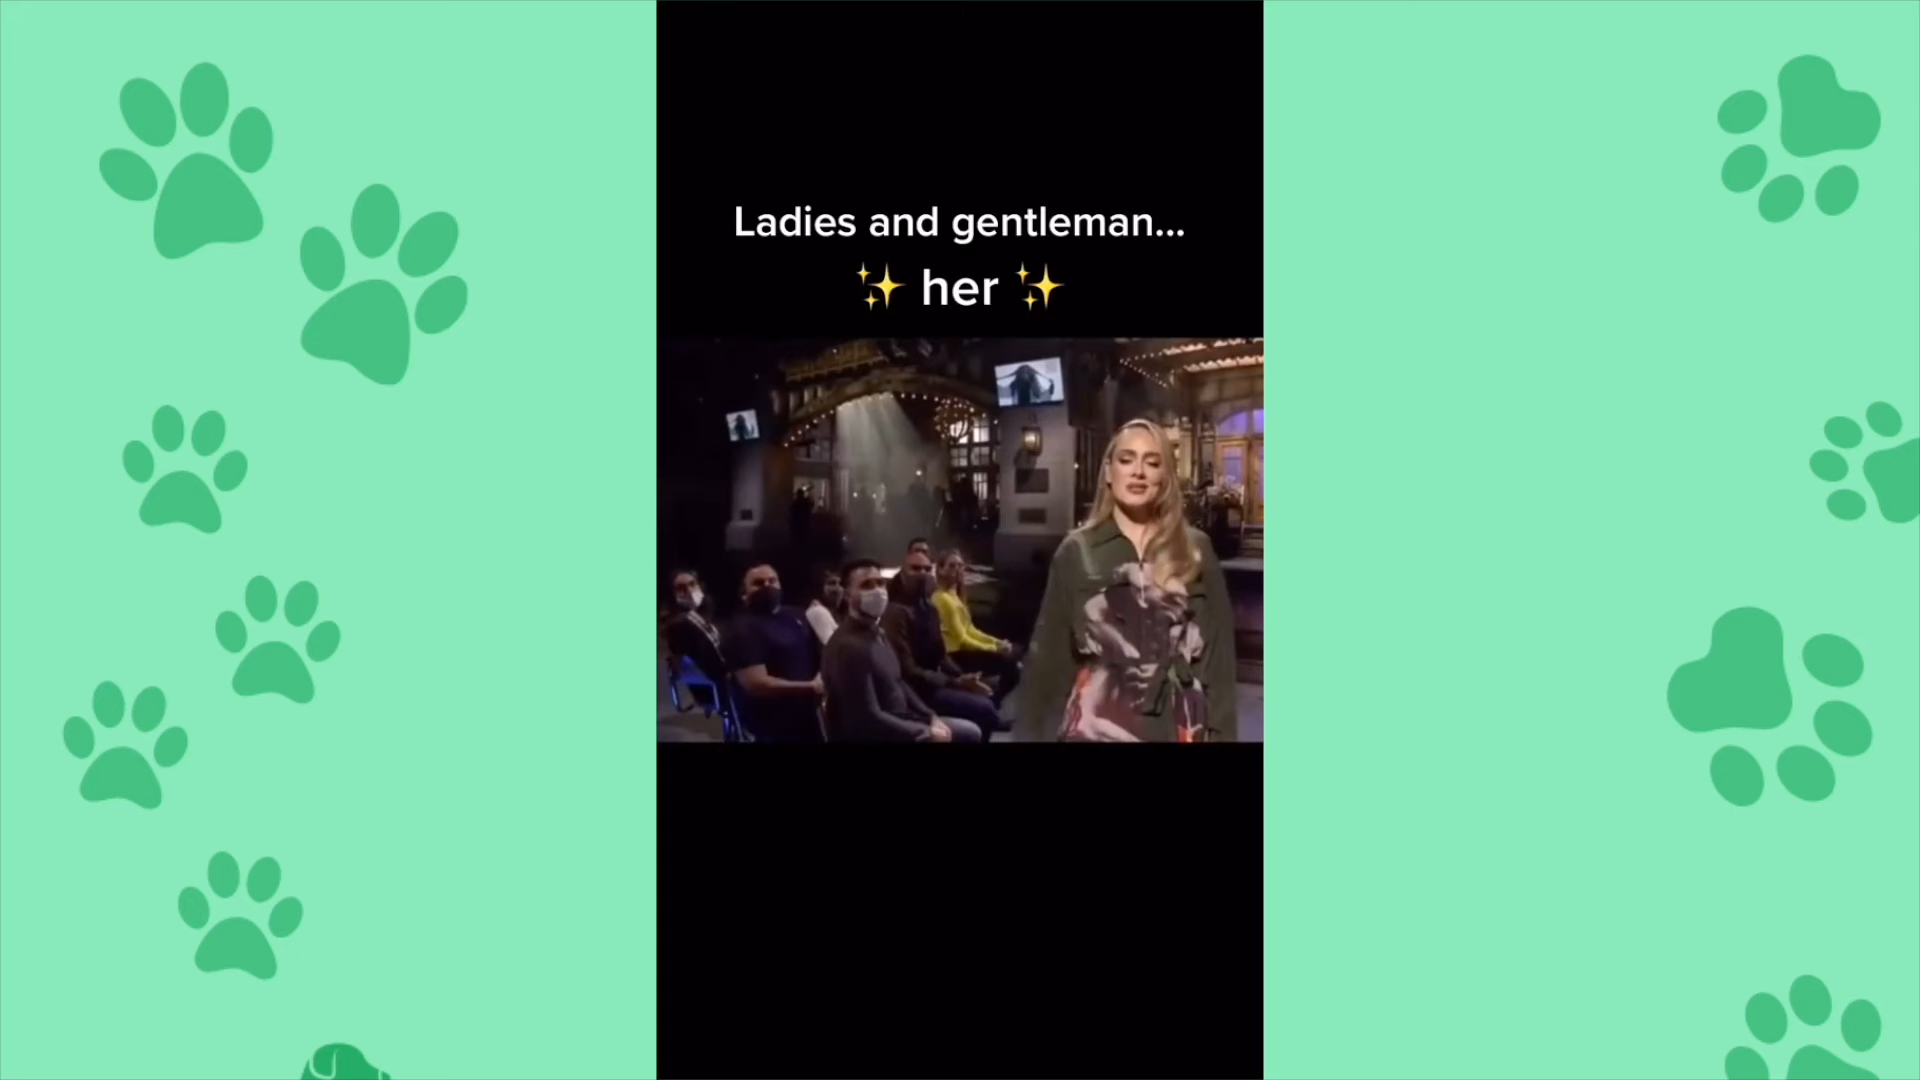 Ladies and gentleman...
✨ her ✨